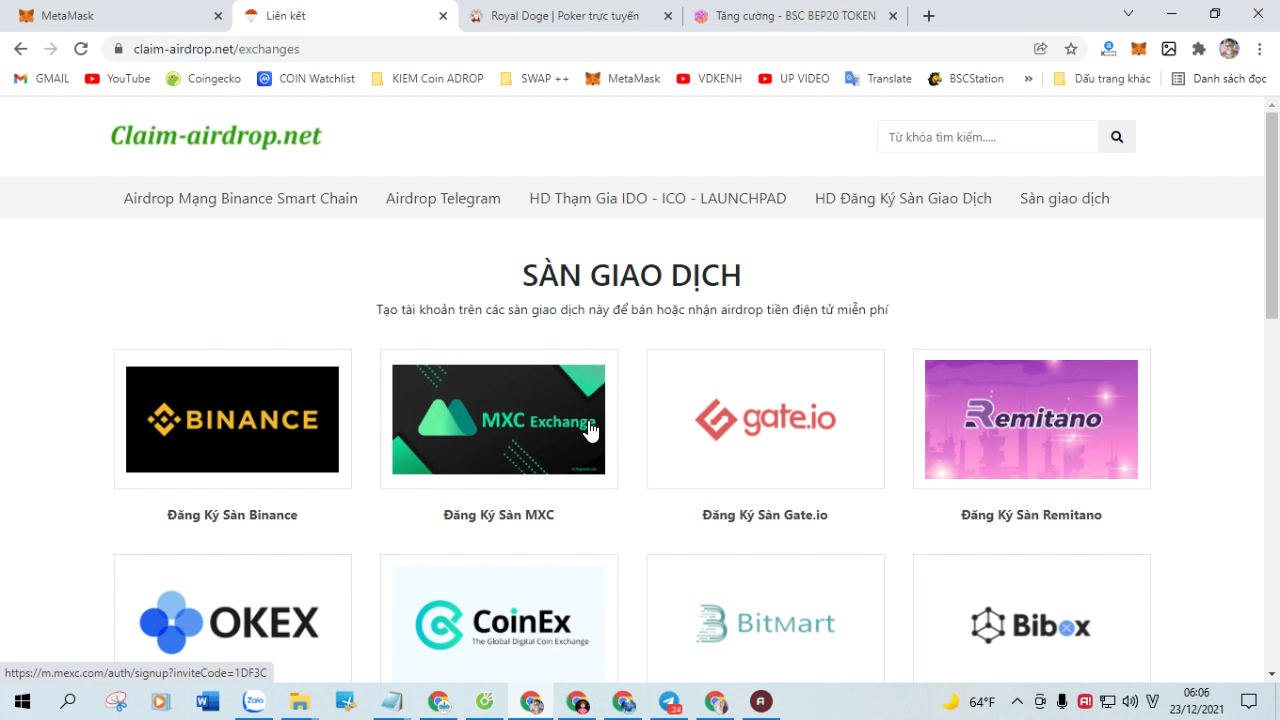 MetaMask
Liên kết
Royal Doge | Poker trực tuyến
Tăng cường - BSC BEP20 TOKEN
claim-airdrop.net/exchanges
GMAIL
YouTube
Coingecko
COIN Watchlist
KIEM Coin ADROP
SWAP ++
MetaMask
VDKENH
UP VIDEO
Translate
BSCStation
»
Dấu trang khác
Danh sách đọc
Claim-airdrop.net
Từ khóa tìm kiếm.....
Airdrop Mạng Binance Smart Chain
Airdrop Telegram
HD Thạm Gia IDO - ICO - LAUNCHPAD
HD Đăng Ký Sàn Giao Dịch
Sàn giao dịch
SÀN GIAO DỊCH
Tạo tài khoản trên các sàn giao dịch này để bán hoặc nhận airdrop tiền điện tử miễn phí
BINANCE
MXC Exchange
gate.io
Remitano
Đăng Ký Sàn Binance
Đăng Ký Sàn MXC
Đăng Ký Sàn Gate.io
Đăng Ký Sàn Remitano
OKEX
CoinEx
The Global Digital Coin Exchange
BitMart
Bibox
https://m.mexc.com/auth/signup?inviteCode=1DF3C
Zalo
24
64°F
06:06
23/12/2021